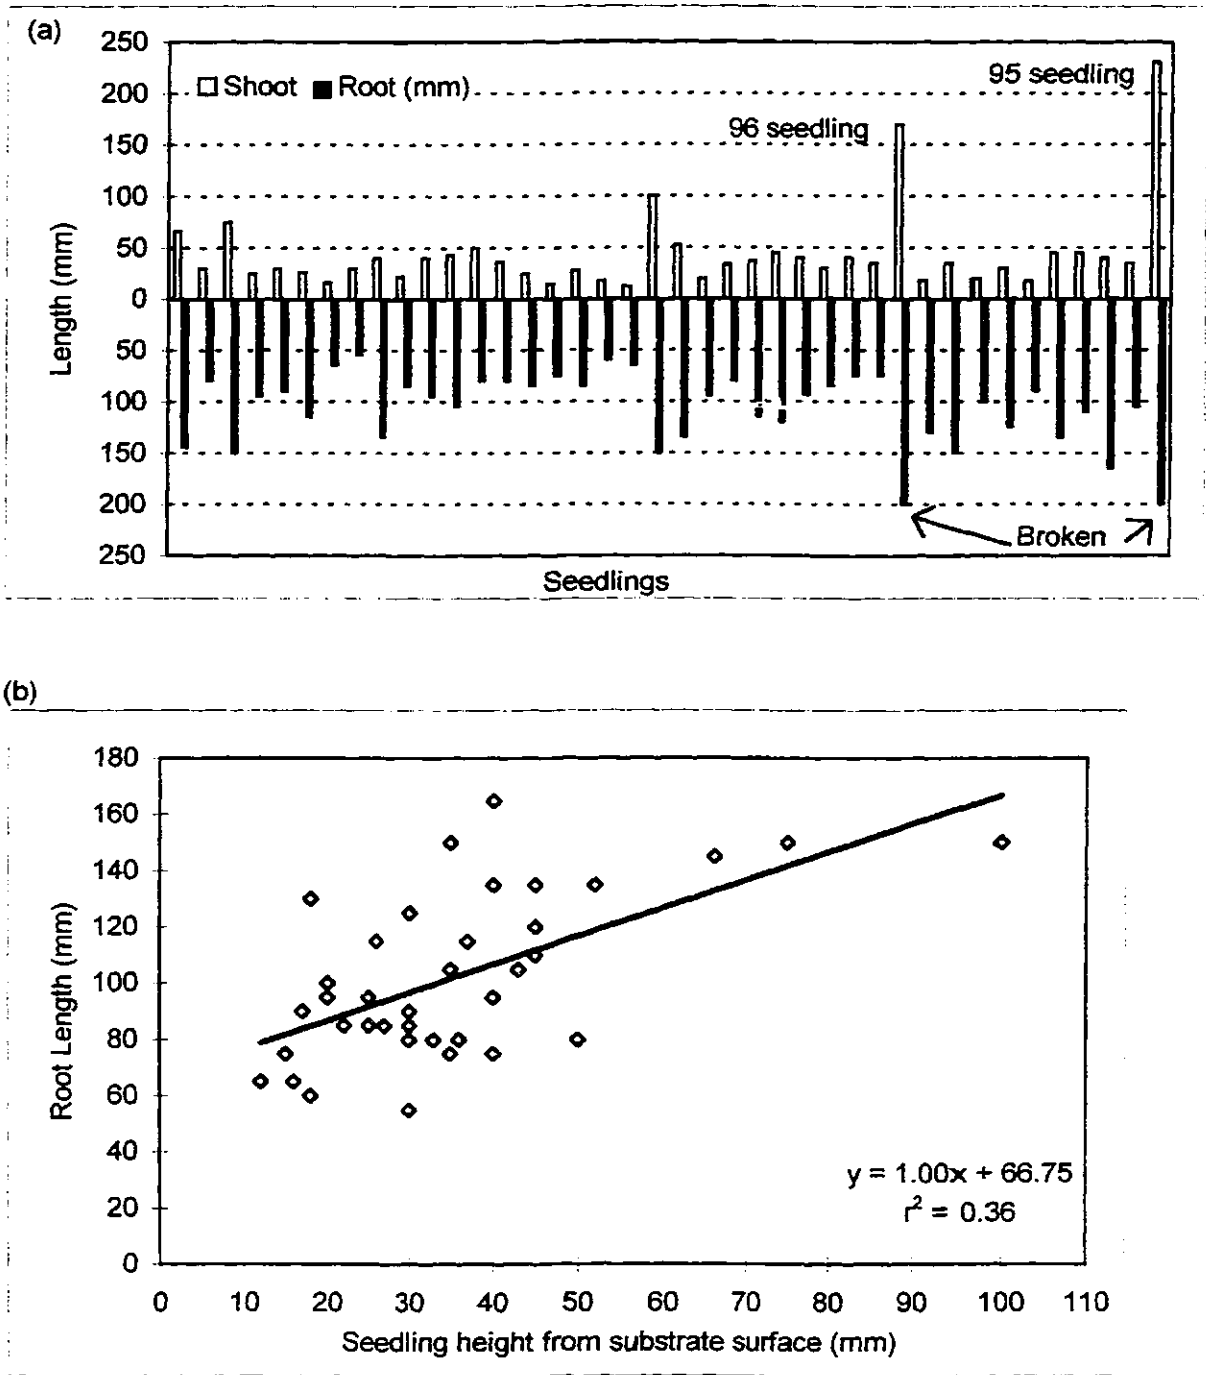 (a)
250
200
150
100
50
0
50
100
150
200
250
Length (mm)
Shoot Root (mm)
95 seedling
96 seedling
Broken
Seedlings
(b)
180
160
140
120
100
80
60
40
20
0
Root Length (mm)
y = 1.00x + 66.75
r² = 0.36
0 10 20 30 40 50 60 70 80 90 100 110
Seedling height from substrate surface (mm)